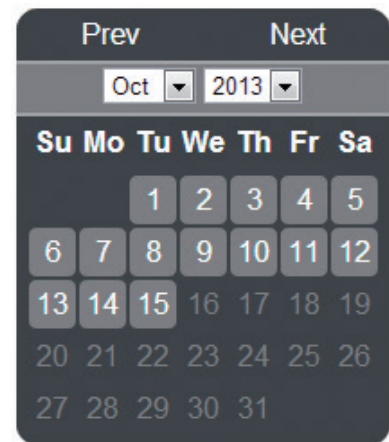 Prev Next
Oct 2013
Su Mo Tu We Th Fr Sa
1 2 3 4 5
6 7 8 9 10 11 12
13 14 15 16 17 18 19
20 21 22 23 24 25 26
27 28 29 30 31